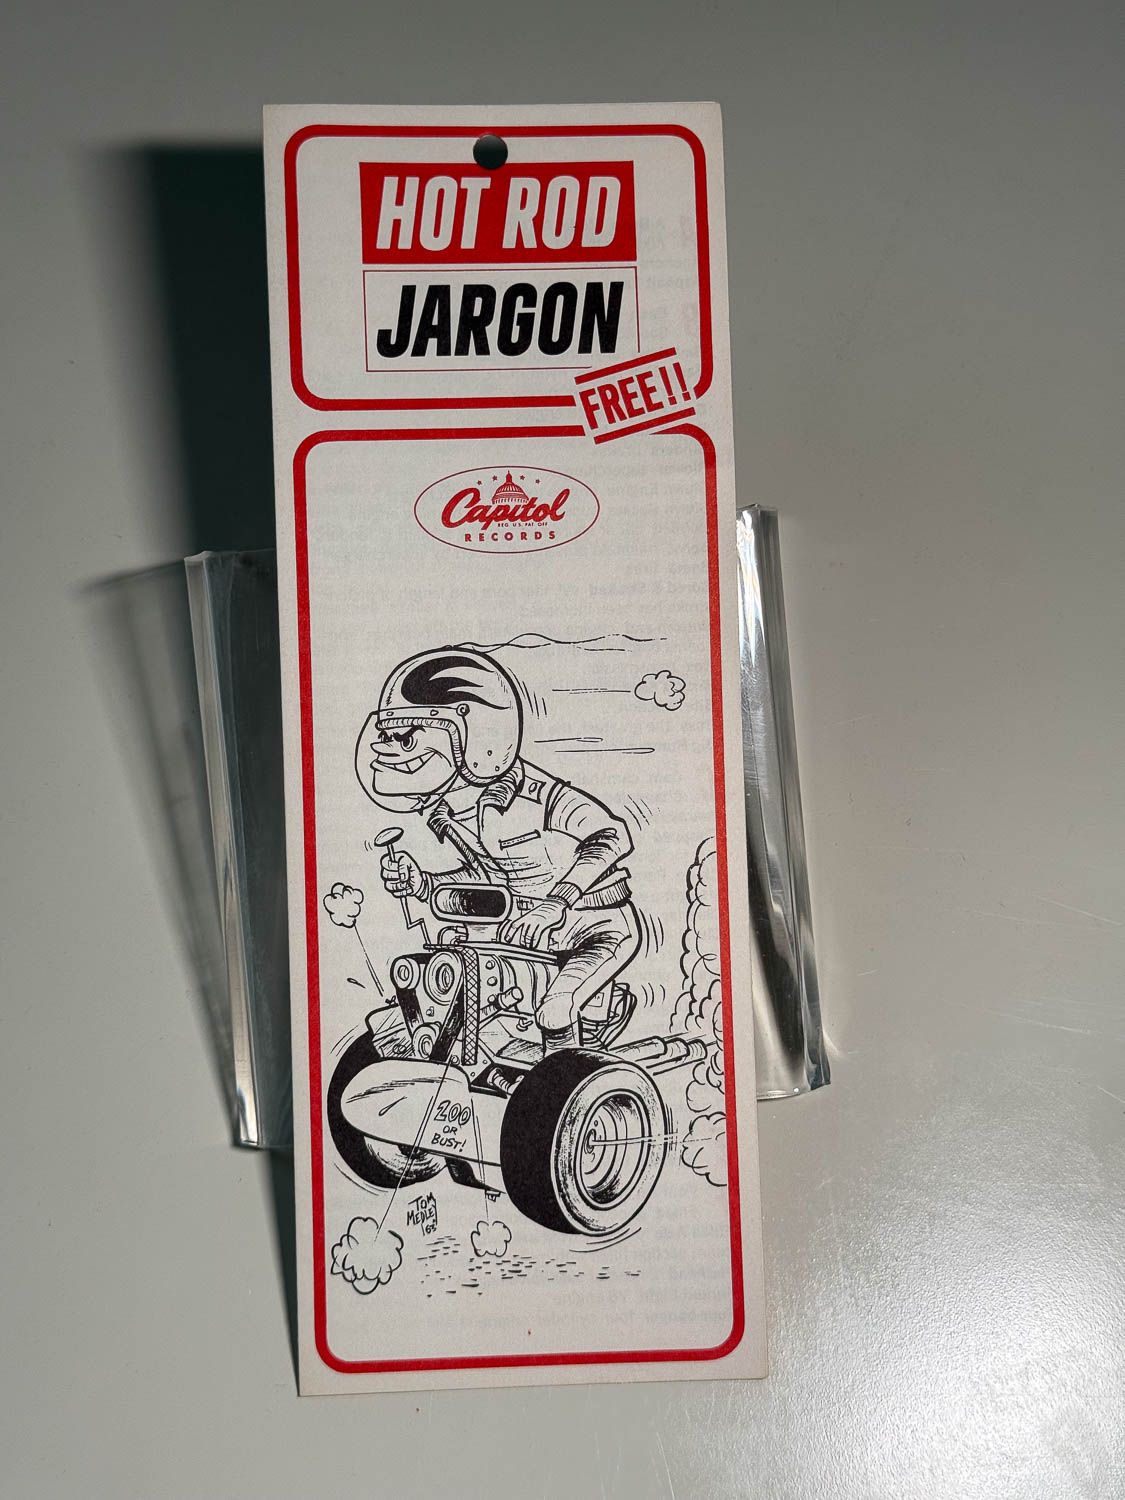 HOT ROD
JARGON
FREE!!
Capitol
REG. U.S. PAT. OFF.
RECORDS
200
OR
BUST!
TOM
MEDLEY
'63